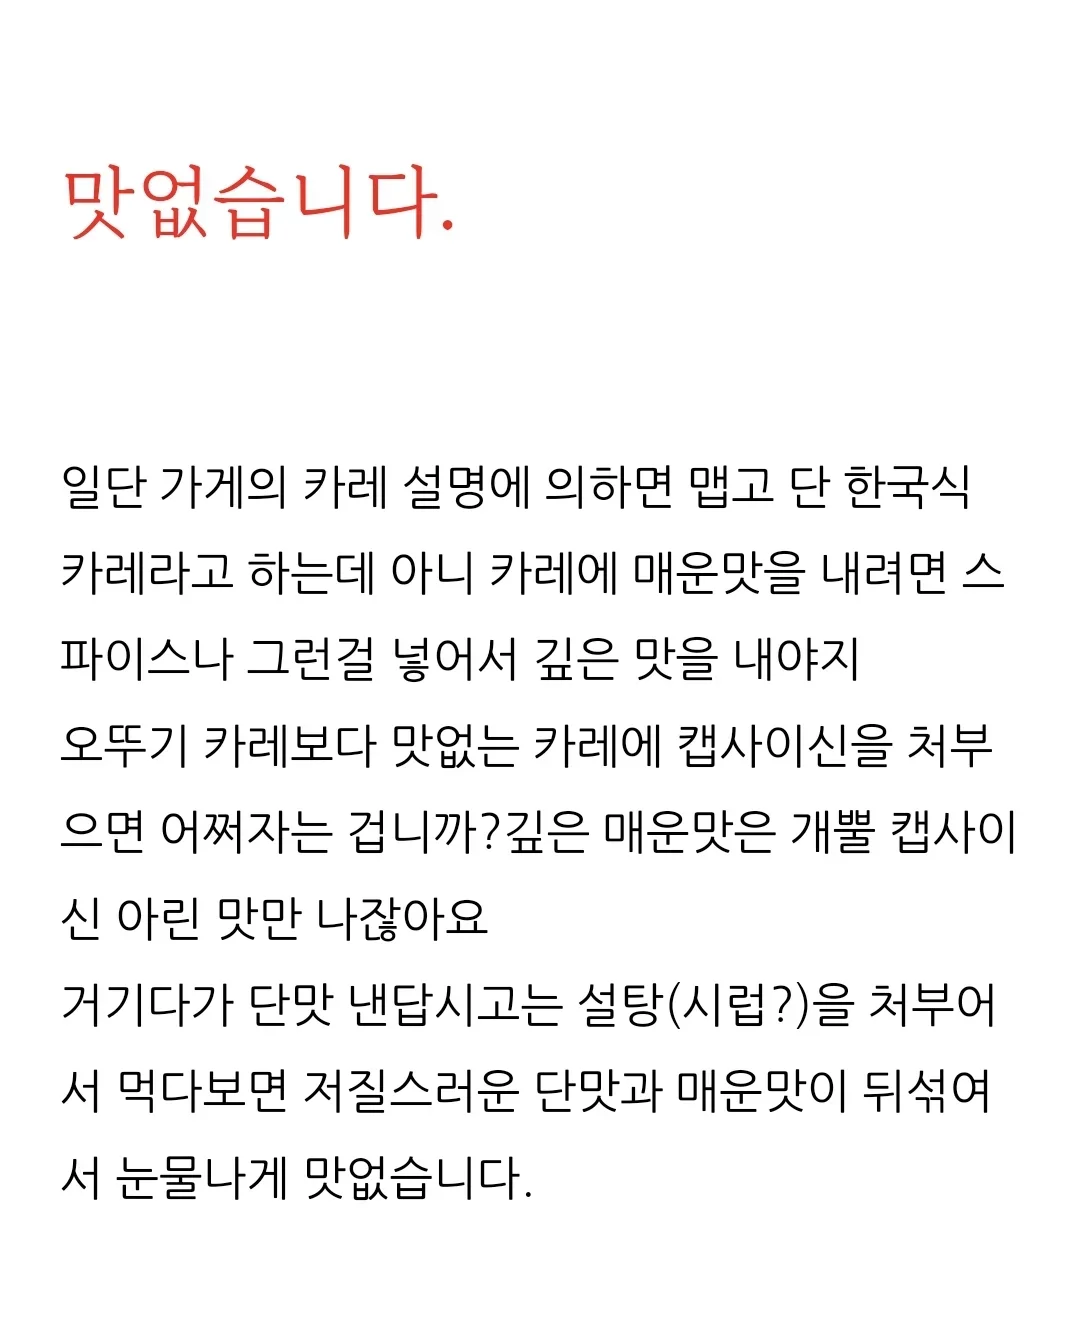 맛없습니다.
일단 가게의 카레 설명에 의하면 맵고 단 한국식
카레라고 하는데 아니 카레에 매운맛을 내려면 스
파이스나 그런걸 넣어서 깊은 맛을 내야지
오뚜기 카레보다 맛없는 카레에 캡사이신을 처부
으면 어쩌자는 겁니까?깊은 매운맛은 개뿔 캡사이
신 아린 맛만 나잖아요
거기다가 단맛 낸답시고는 설탕(시럽?)을 처부어
서 먹다보면 저질스러운 단맛과 매운맛이 뒤섞여
서 눈물나게 맛없습니다.